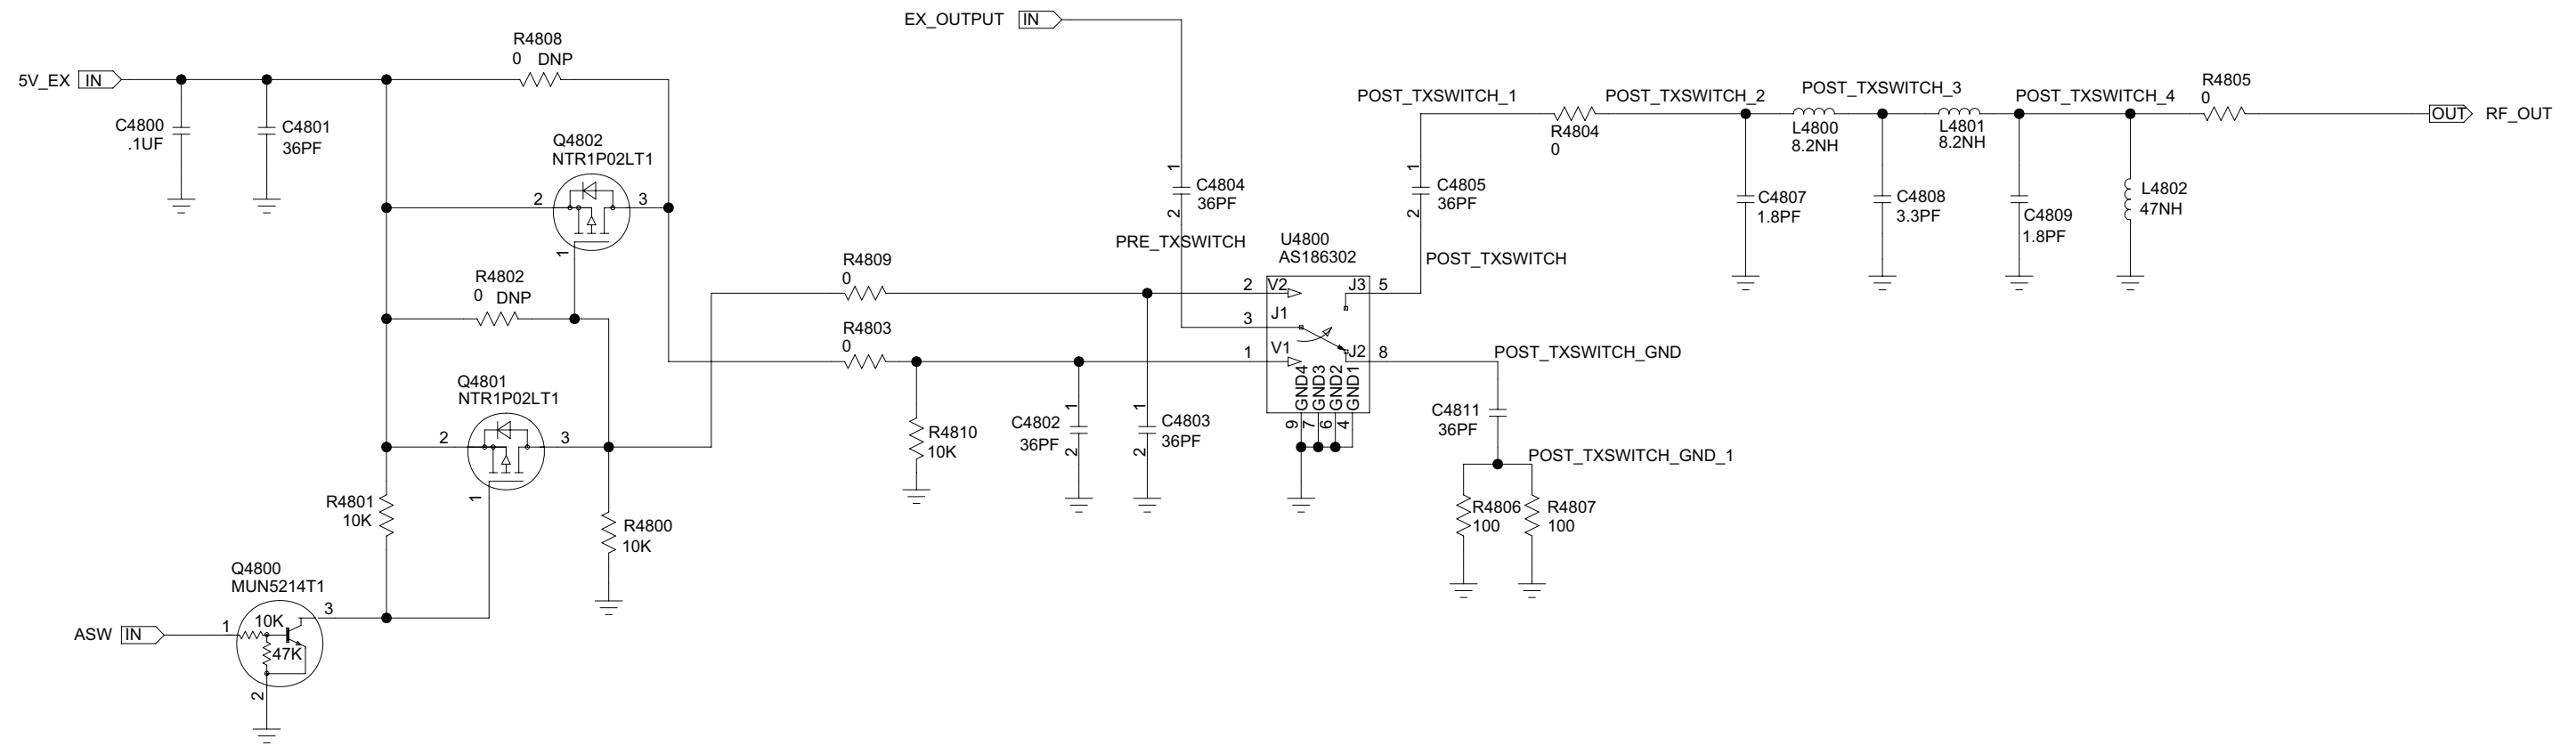 EX_OUTPUT IN
R4808
0 DNP
5V_EX IN
C4800
.1UF
C4801
36PF
Q4802
NTR1P02LT1
2
3
1
R4802
0 DNP
Q4801
NTR1P02LT1
2
3
1
R4801
10K
R4800
10K
Q4800
MUN5214T1
ASW IN
1
10K
47K
3
2
R4809
0
R4803
0
R4810
10K
C4802
36PF
1
2
C4803
36PF
1
2
1
C4804
36PF
2
PRE_TXSWITCH
U4800
AS186302
2
V2
J3
5
3
J1
1
V1
J2
8
GND4
GND3
GND2
GND1
9
7
6
4
POST_TXSWITCH_1
1
C4805
36PF
2
POST_TXSWITCH
POST_TXSWITCH_GND
C4811
36PF
POST_TXSWITCH_GND_1
R4806
100
R4807
100
R4804
0
POST_TXSWITCH_2
C4807
1.8PF
L4800
8.2NH
POST_TXSWITCH_3
C4808
3.3PF
L4801
8.2NH
POST_TXSWITCH_4
C4809
1.8PF
L4802
47NH
R4805
0
OUT RF_OUT